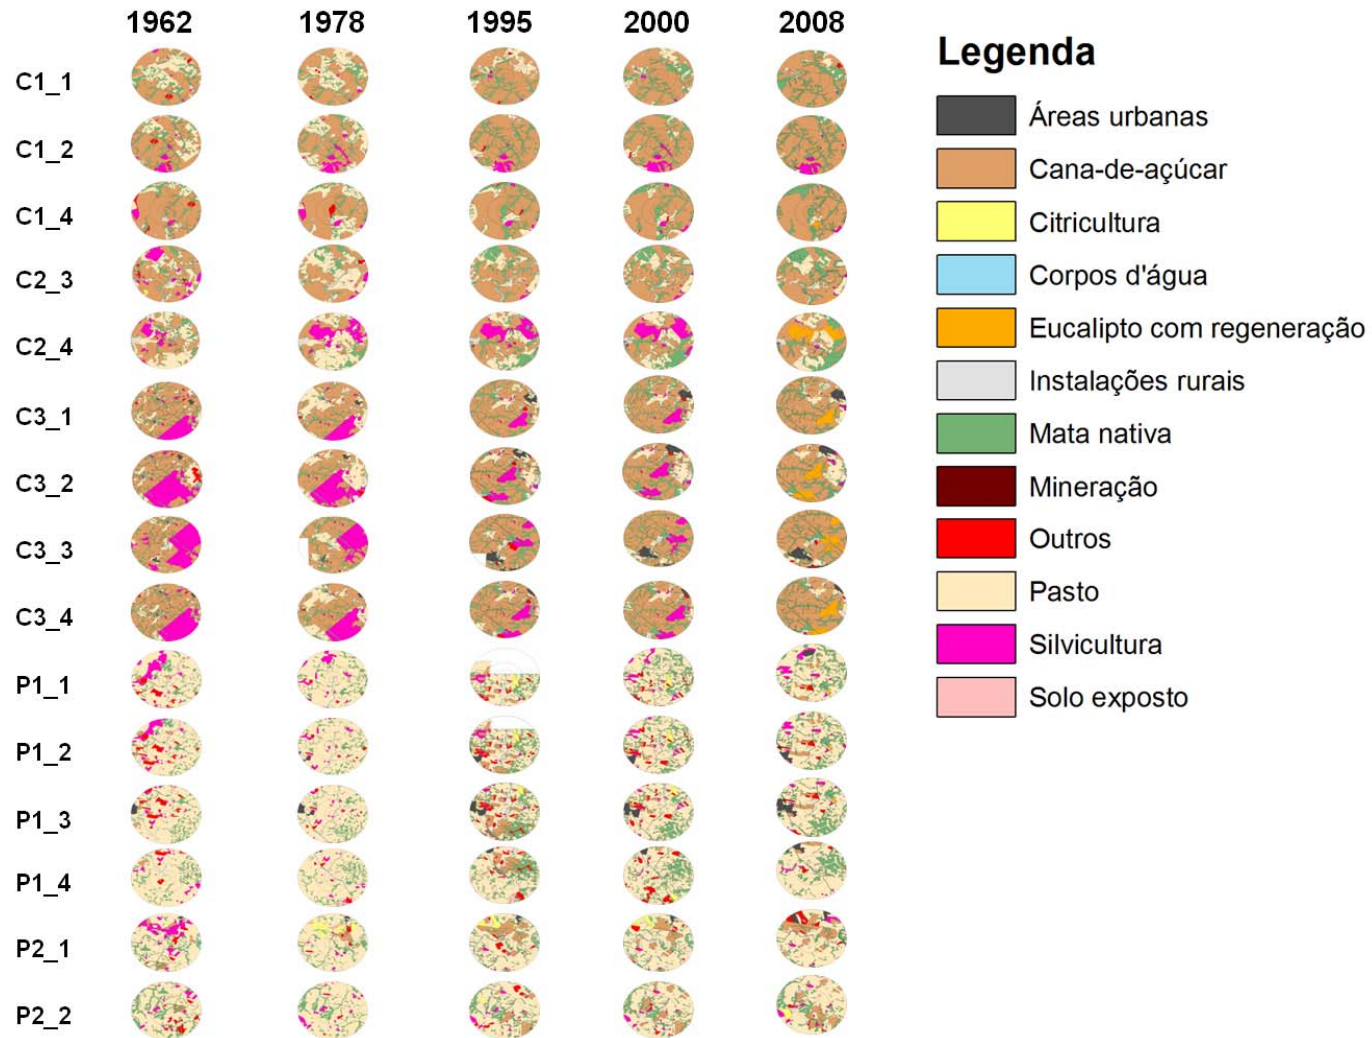 1962 1978 1995 2000 2008
Legenda
C1_1
Áreas urbanas
C1_2
Cana-de-açúcar
C1_4
Citricultura
C2_3
Corpos d'água
C2_4
Eucalipto com regeneração
Instalações rurais
C3_1
Mata nativa
C3_2
Mineração
C3_3
Outros
Pasto
C3_4
Silvicultura
P1_1
Solo exposto
P1_2
P1_3
P1_4
P2_1
P2_2